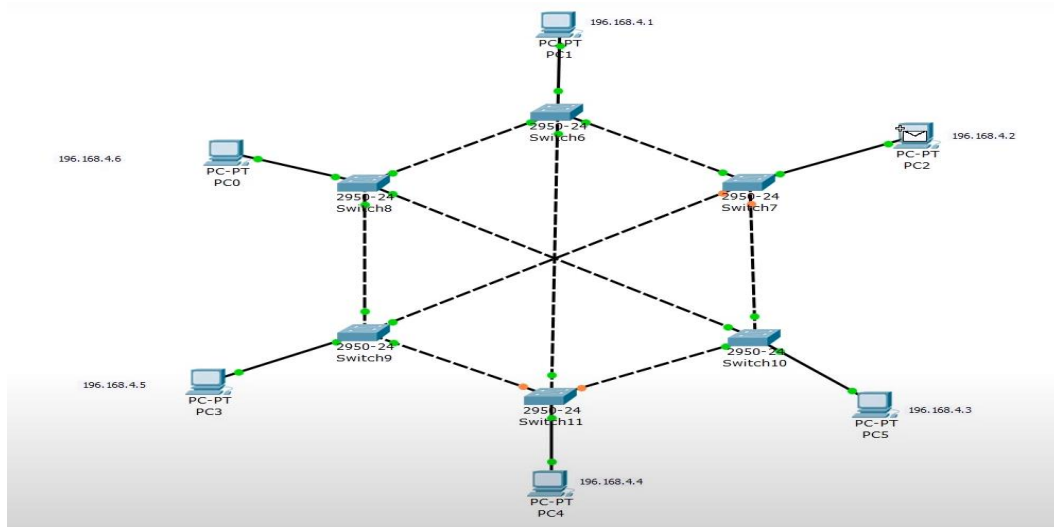 196.168.4.1
PC-PT
PC1
2950-24
Switch6
196.168.4.2
PC-PT
PC2
196.168.4.6
PC-PT
PC0
2950-24
Switch8
2950-24
Switch7
2950-24
Switch9
2950-24
Switch10
196.168.4.5
PC-PT
PC3
2950-24
Switch11
196.168.4.3
PC-PT
PC5
196.168.4.4
PC-PT
PC4